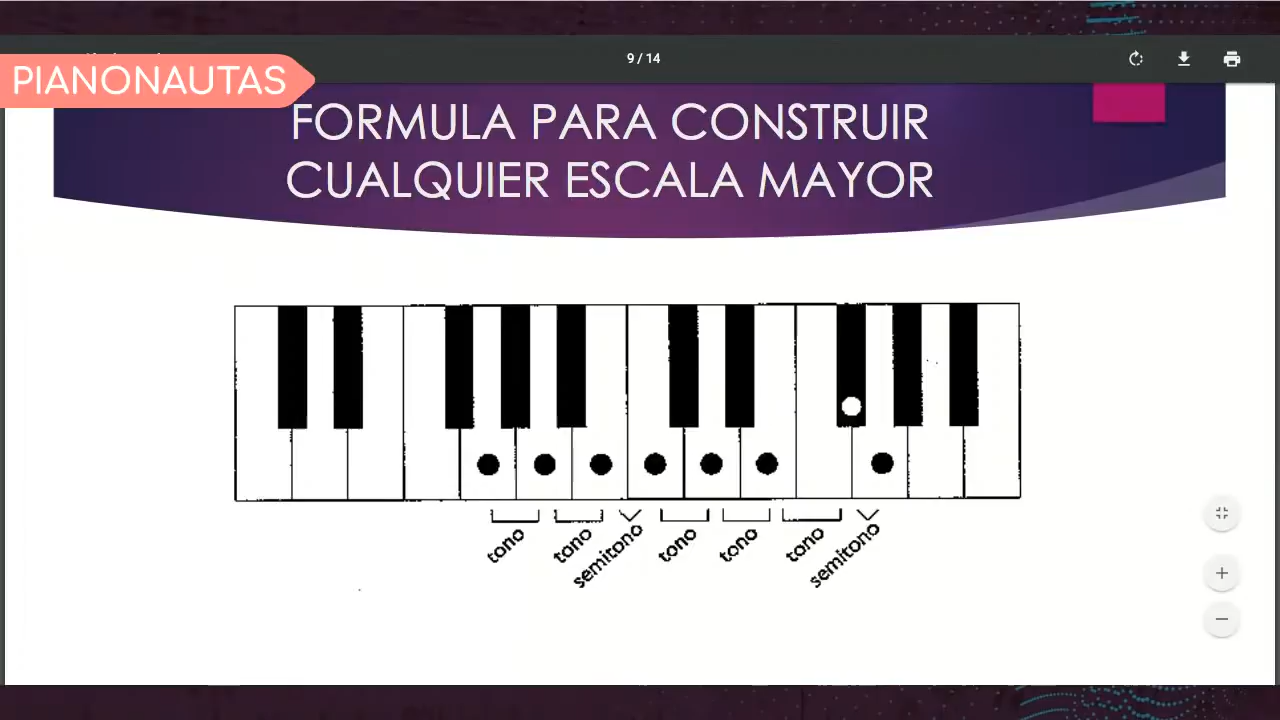 9 / 14
PIANONAUTAS
FORMULA PARA CONSTRUIR
CUALQUIER ESCALA MAYOR
tono
tono
semitono
tono
tono
tono
semitono